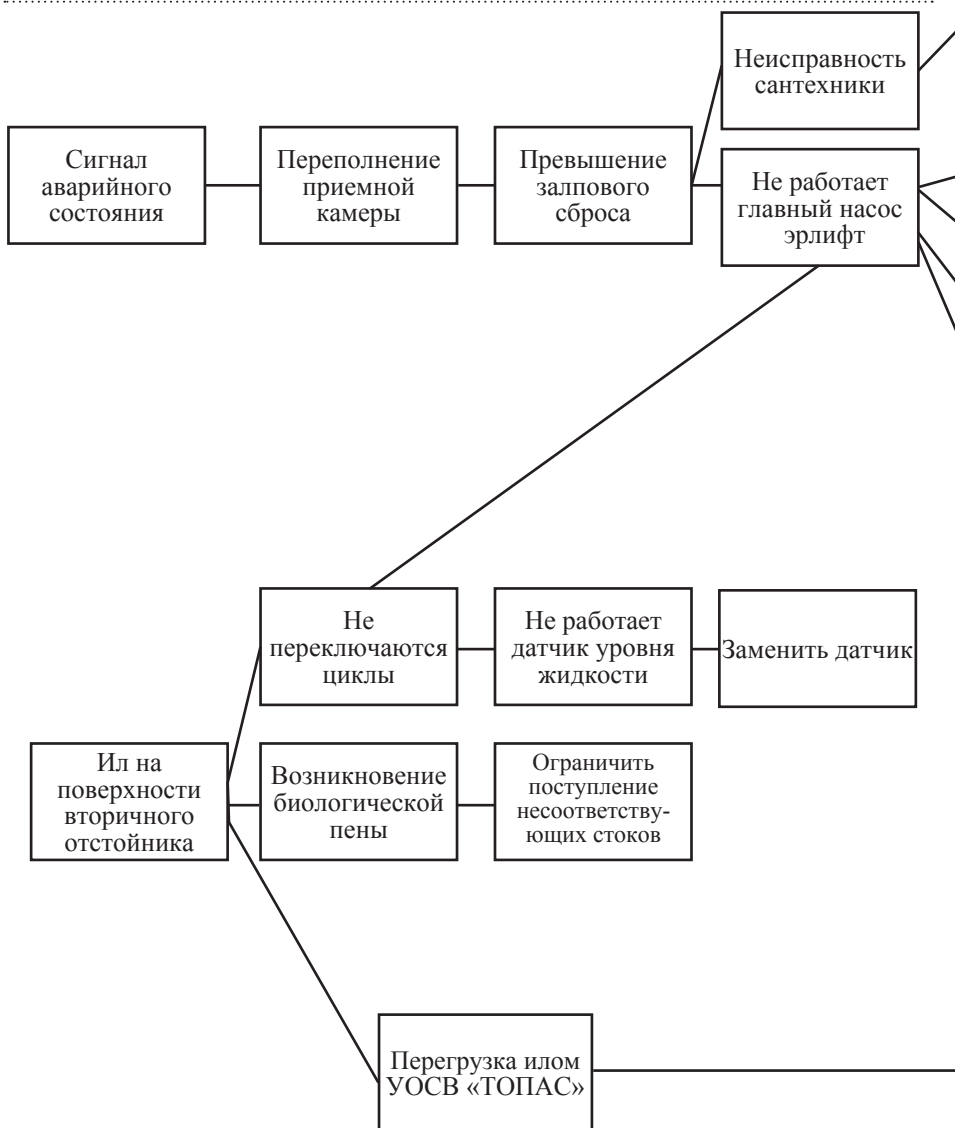 Неисправность
сантехники
Сигнал
аварийного
состояния
Переполнение
приемной
камеры
Превышение
залпового
сброса
Не работает
главный насос
эрлифт
Не
переключаются
циклы
Не работает
датчик уровня
жидкости
Заменить датчик
Ил на
поверхности
вторичного
отстойника
Возникновение
биологической
пены
Ограничить
поступление
несоответству-
ющих стоков
Перегрузка илом
УОСВ «ТОПАС»